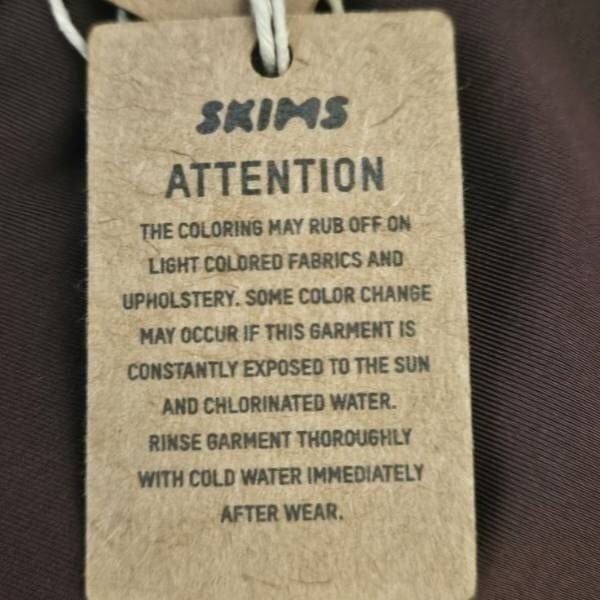 SKIMS
ATTENTION
THE COLORING MAY RUB OFF ON
LIGHT COLORED FABRICS AND
UPHOLSTERY. SOME COLOR CHANGE
MAY OCCUR IF THIS GARMENT IS
CONSTANTLY EXPOSED TO THE SUN
AND CHLORINATED WATER.
RINSE GARMENT THOROUGHLY
WITH COLD WATER IMMEDIATELY
AFTER WEAR.